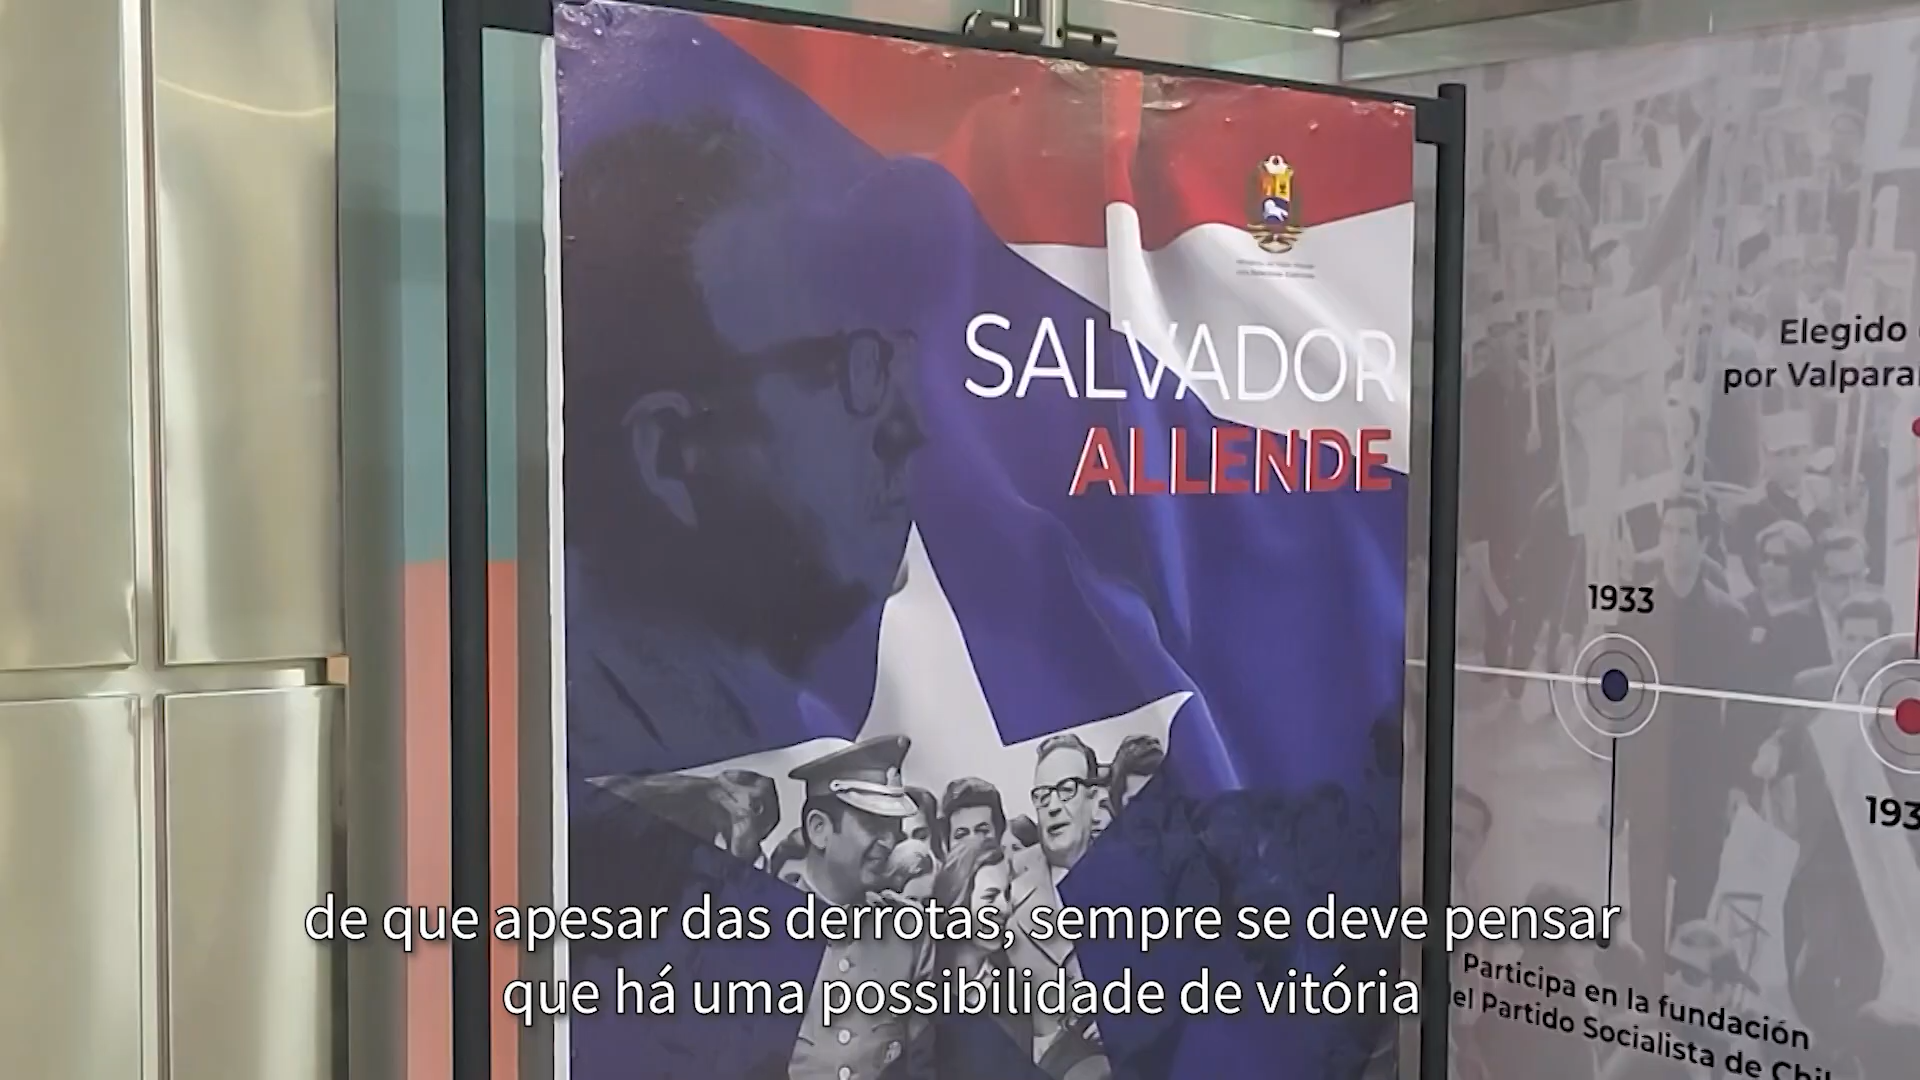 SALVADOR
ALLENDE
Elegido
por Valpara
1933
193
Participa en la fundación
el Partido Socialista de Chil
de que apesar das derrotas, sempre se deve pensar
que há uma possibilidade de vitória